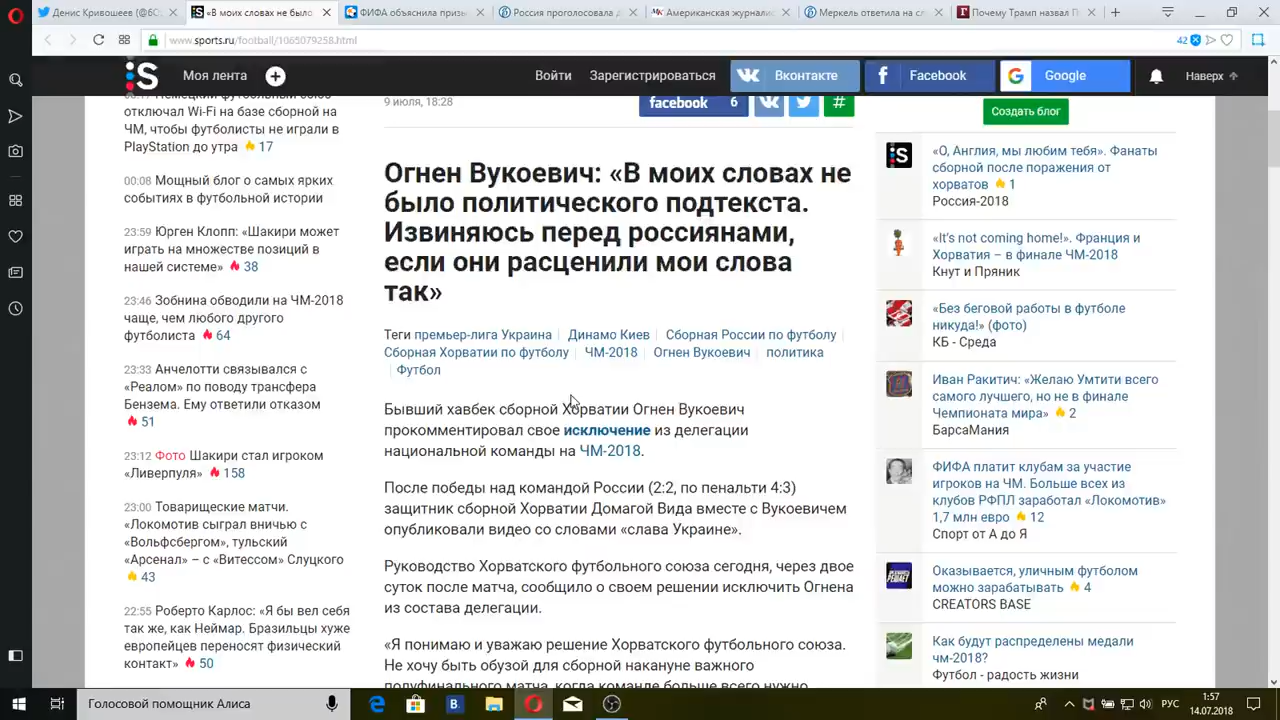 Денис Кривошеев (@6С
«В моих словах не было
ФИФА объяснила приз
Россия проголосовала д
Американская журналис
Меркель ответила на сл
Почему Трамп назвал Г
www.sports.ru/football/1065079258.html
42
Моя лента
Войти
Зарегистрироваться
Вконтакте
Facebook
Google
Наверх
отключал Wi-Fi на базе сборной на
ЧМ, чтобы футболисты не играли в
PlayStation до утра 17
00:08 Мощный блог о самых ярких
событиях в футбольной истории
23:59 Юрген Клопп: «Шакири может
играть на множестве позиций в
нашей системе» 38
23:46 Зобнина обводили на ЧМ-2018
чаще, чем любого другого
футболиста 64
23:33 Анчелотти связывался с
«Реалом» по поводу трансфера
Бензема. Ему ответили отказом
51
23:12 Фото Шакири стал игроком
«Ливерпуля» 158
23:00 Товарищеские матчи.
«Локомотив сыграл вничью с
«Вольфсбергом», тульский
«Арсенал» – с «Витессом» Слуцкого
43
22:55 Роберто Карлос: «Я бы вел себя
так же, как Неймар. Бразильцы хуже
европейцев переносят физический
контакт» 50
9 июля, 18:28
facebook 6
#
Огнен Вукоевич: «В моих словах не
было политического подтекста.
Извиняюсь перед россиянами,
если они расценили мои слова
так»
Теги премьер-лига Украина Динамо Киев Сборная России по футболу
Сборная Хорватии по футболу ЧМ-2018 Огнен Вукоевич политика
Футбол
Бывший хавбек сборной Хорватии Огнен Вукоевич
прокомментировал свое исключение из делегации
национальной команды на ЧМ-2018.
После победы над командой России (2:2, по пенальти 4:3)
защитник сборной Хорватии Домагой Вида вместе с Вукоевичем
опубликовали видео со словами «слава Украине».
Руководство Хорватского футбольного союза сегодня, через двое
суток после матча, сообщило о своем решении исключить Огнена
из состава делегации.
«Я понимаю и уважаю решение Хорватского футбольного союза.
Не хочу быть обузой для сборной накануне важного
полуфинального матча, когда команде больше всего нужно
Создать блог
«О, Англия, мы любим тебя». Фанаты
сборной после поражения от
хорватов 1
Россия-2018
«It's not coming home!». Франция и
Хорватия – в финале ЧМ-2018
Кнут и Пряник
«Без беговой работы в футболе
никуда!» (фото)
КБ - Среда
Иван Ракитич: «Желаю Умтити всего
самого лучшего, но не в финале
Чемпионата мира» 2
БарсаМания
ФИФА платит клубам за участие
игроков на ЧМ. Больше всех из
клубов РФПЛ заработал «Локомотив»
1,7 млн евро 12
Спорт от А до Я
Оказывается, уличным футболом
можно зарабатывать 4
CREATORS BASE
Как будут распределены медали
чм-2018?
Футбол - радость жизни
Голосовой помощник Алиса
РУС
1:57
14.07.2018